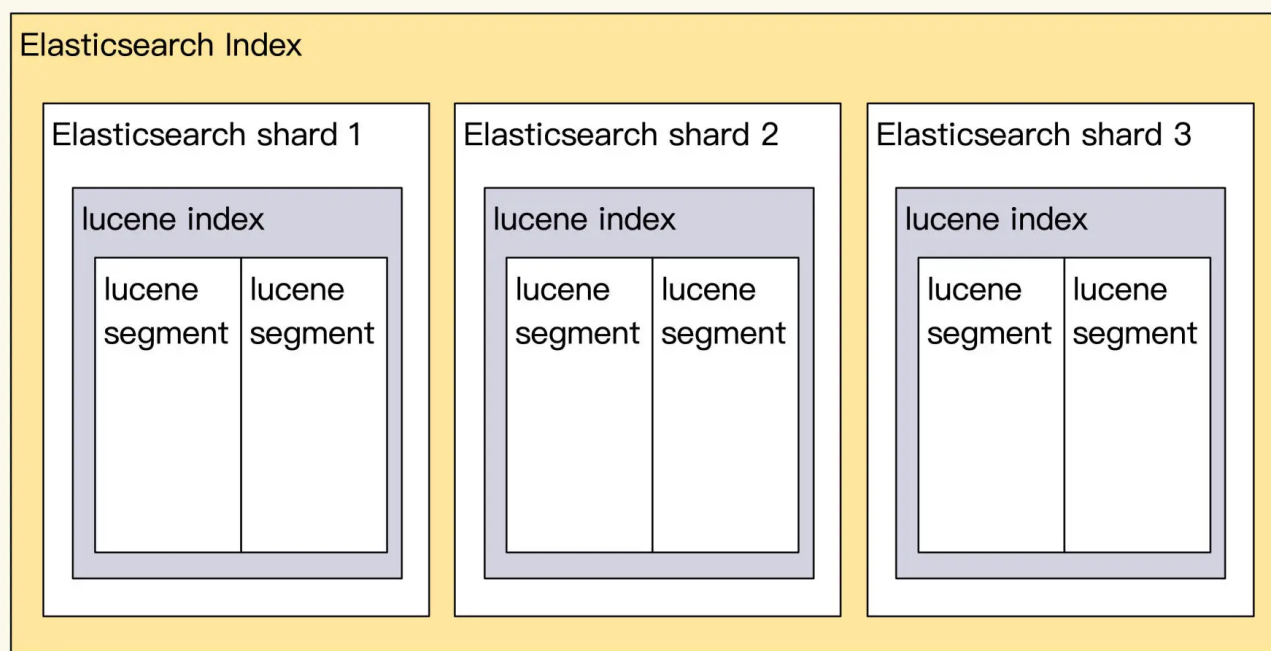 Elasticsearch Index
Elasticsearch shard 1
lucene index
lucene
segment
lucene
segment
Elasticsearch shard 2
lucene index
lucene
segment
lucene
segment
Elasticsearch shard 3
lucene index
lucene
segment
lucene
segment